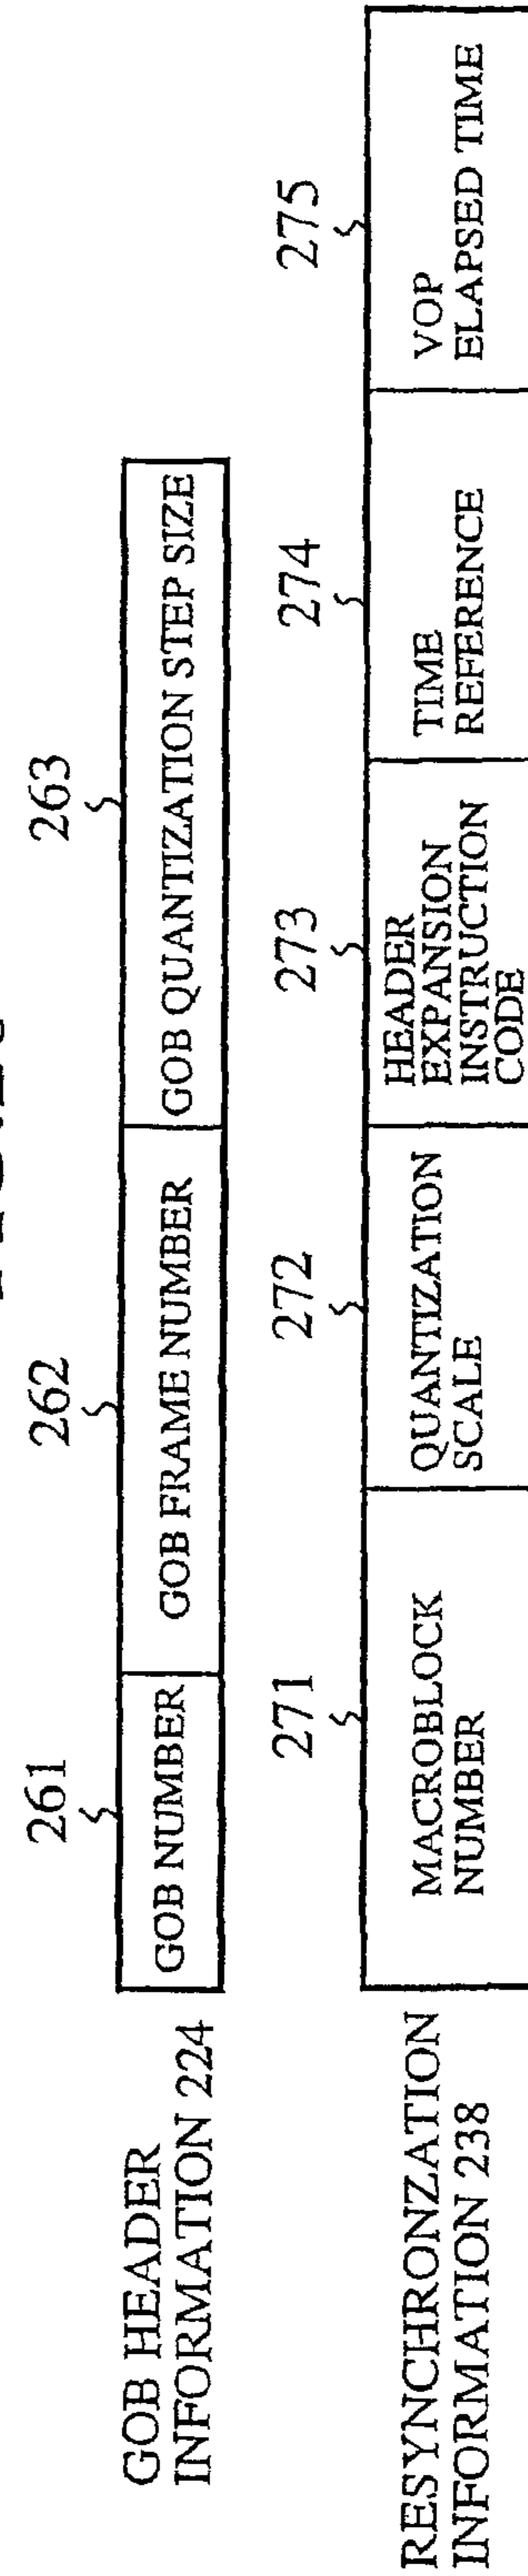 261
262
263
GOB HEADER
INFORMATION 224
GOB NUMBER
GOB FRAME NUMBER
GOB QUANTIZATION STEP SIZE
271
272
273
274
275
RESYNCHRONZATION
INFORMATION 238
MACROBLOCK
NUMBER
QUANTIZATION
SCALE
HEADER
EXPANSION
INSTRUCTION
CODE
TIME
REFERENCE
VOP
ELAPSED TIME